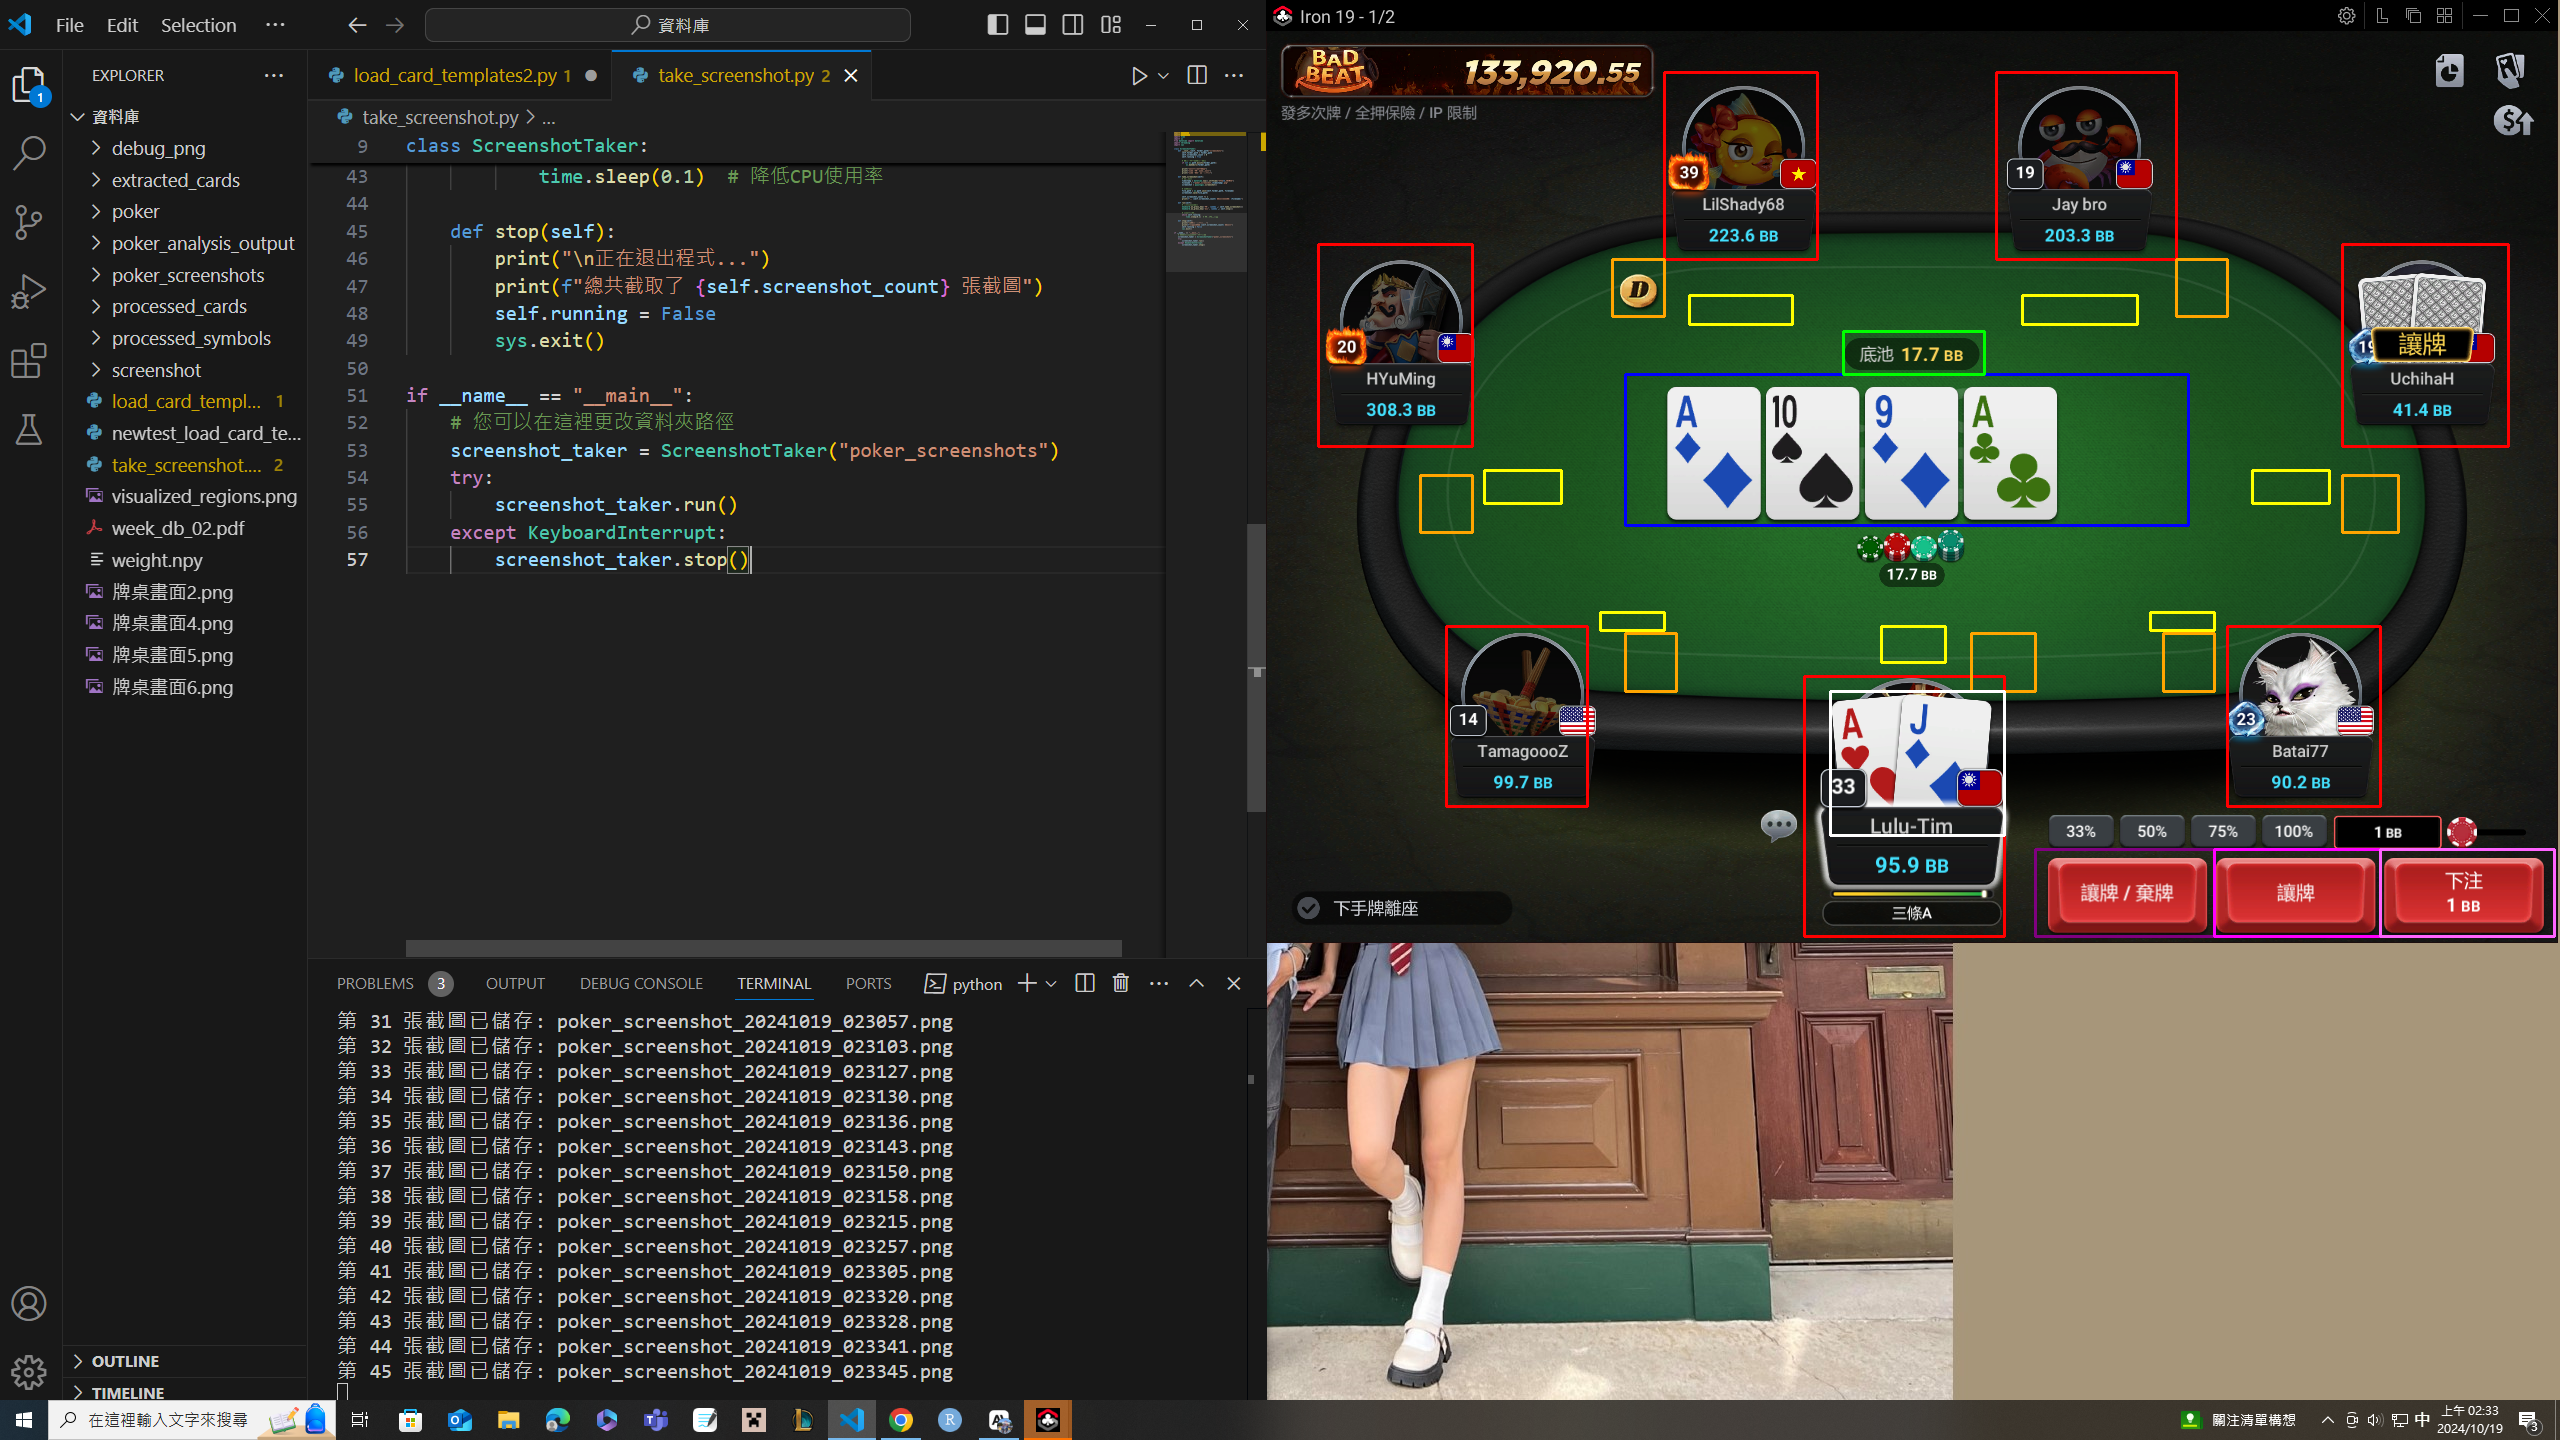 File Edit Selection ···
資料庫
EXPLORER ···
資料庫
debug_png
extracted_cards
poker
poker_analysis_output
poker_screenshots
processed_cards
processed_symbols
screenshot
load_card_templ... 1
newtest_load_card_te...
take_screenshot.... 2
visualized_regions.png
week_db_02.pdf
weight.npy
牌桌畫面2.png
牌桌畫面4.png
牌桌畫面5.png
牌桌畫面6.png
OUTLINE
TIMELINE
1
load_card_templates2.py 1
take_screenshot.py 2
take_screenshot.py > ...
9 class ScreenshotTaker:
43 time.sleep(0.1) # 降低CPU使用率
44
45 def stop(self):
46 print("\n正在退出程式...")
47 print(f"總共截取了 {self.screenshot_count} 張截圖")
48 self.running = False
49 sys.exit()
50
51 if __name__ == "__main__":
52 # 您可以在這裡更改資料夾路徑
53 screenshot_taker = ScreenshotTaker("poker_screenshots")
54 try:
55 screenshot_taker.run()
56 except KeyboardInterrupt:
57 screenshot_taker.stop()
PROBLEMS 3 OUTPUT DEBUG CONSOLE TERMINAL PORTS python
第 31 張截圖已儲存: poker_screenshot_20241019_023057.png
第 32 張截圖已儲存: poker_screenshot_20241019_023103.png
第 33 張截圖已儲存: poker_screenshot_20241019_023127.png
第 34 張截圖已儲存: poker_screenshot_20241019_023130.png
第 35 張截圖已儲存: poker_screenshot_20241019_023136.png
第 36 張截圖已儲存: poker_screenshot_20241019_023143.png
第 37 張截圖已儲存: poker_screenshot_20241019_023150.png
第 38 張截圖已儲存: poker_screenshot_20241019_023158.png
第 39 張截圖已儲存: poker_screenshot_20241019_023215.png
第 40 張截圖已儲存: poker_screenshot_20241019_023257.png
第 41 張截圖已儲存: poker_screenshot_20241019_023305.png
第 42 張截圖已儲存: poker_screenshot_20241019_023320.png
第 43 張截圖已儲存: poker_screenshot_20241019_023328.png
第 44 張截圖已儲存: poker_screenshot_20241019_023341.png
第 45 張截圖已儲存: poker_screenshot_20241019_023345.png
Iron 19 - 1/2
BAD BEAT 133,920.55
發多次牌 / 全押保險 / IP 限制
39
LilShady68
223.6 BB
19
Jay bro
203.3 BB
20
HYuMing
308.3 BB
讓牌
UchihaH
41.4 BB
D
底池 17.7 BB
A 10 9 A
17.7 BB
14
TamagoooZ
99.7 BB
A J
33
Lulu-Tim
95.9 BB
三條A
23
Batai77
90.2 BB
33% 50% 75% 100% 1 BB
讓牌 / 棄牌
讓牌
下注
1 BB
下手牌離座
在這裡輸入文字來搜尋
關注清單構想
中
上午 02:33
2024/10/19
3